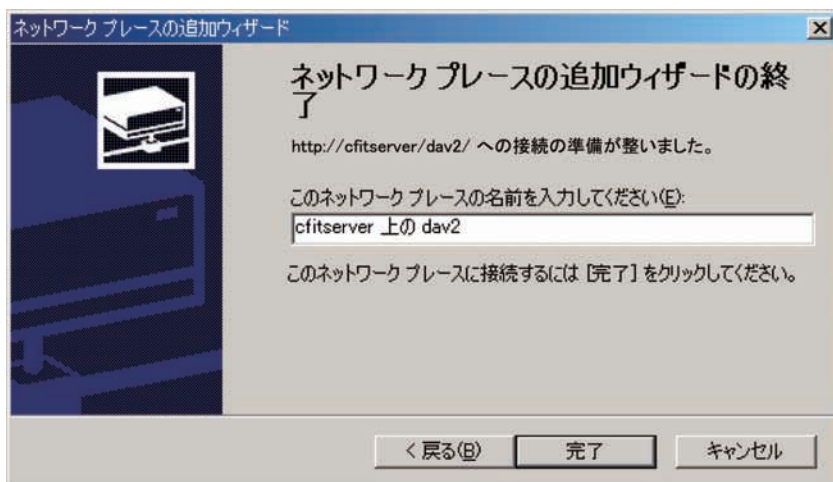 ネットワーク プレースの追加ウィザード
ネットワーク プレースの追加ウィザードの終
了
http://cfitserver/dav2/ への接続の準備が整いました。
このネットワーク プレースの名前を入力してください(E):
cfitserver 上の dav2
このネットワーク プレースに接続するには [完了] をクリックしてください。
< 戻る(B)
完了
キャンセル